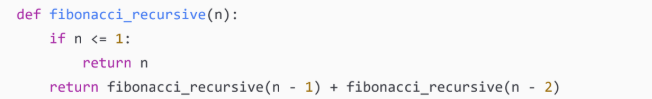 def fibonacci_recursive(n):
    if n <= 1:
        return n
    return fibonacci_recursive(n - 1) + fibonacci_recursive(n - 2)